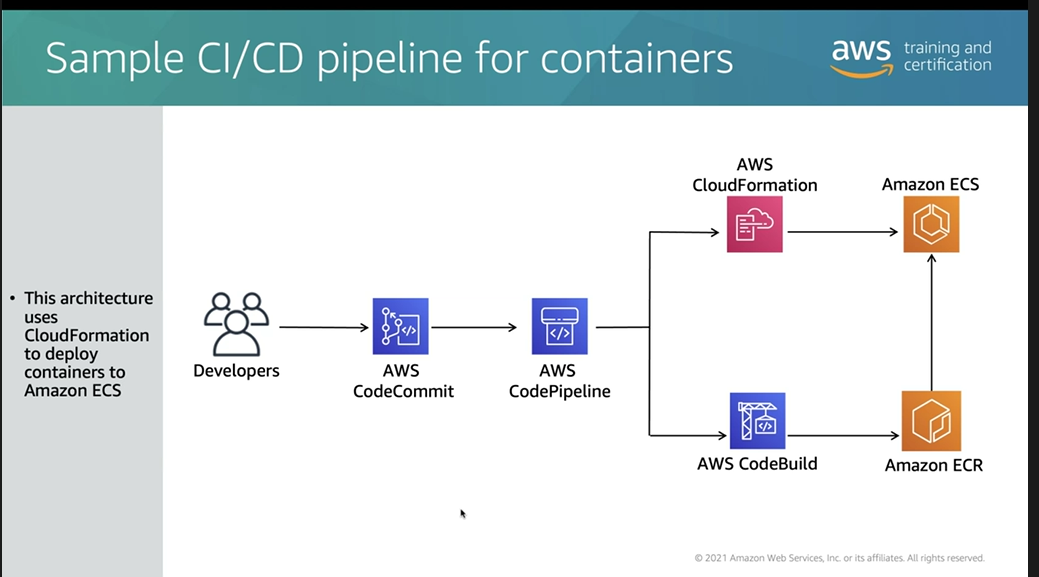 Sample CI/CD pipeline for containers
aws training and
certification
• This architecture
uses
CloudFormation
to deploy
containers to
Amazon ECS
Developers
AWS
CodeCommit
AWS
CodePipeline
AWS
CloudFormation
Amazon ECS
AWS CodeBuild
Amazon ECR
© 2021 Amazon Web Services, Inc. or its affiliates. All rights reserved.